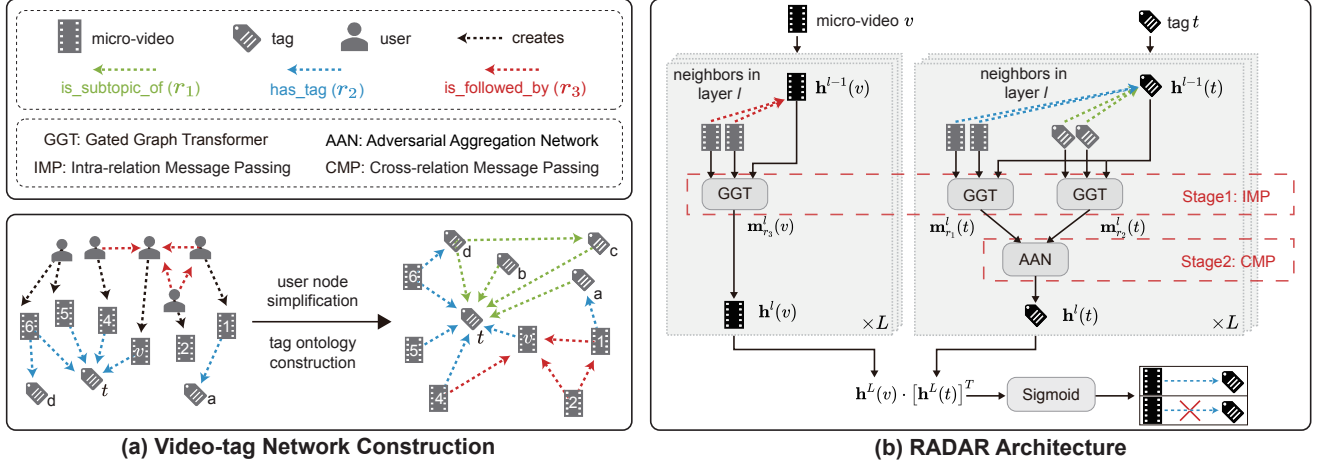 micro-video
tag
user
creates
is_subtopic_of (r₁)
has_tag (r₂)
is_followed_by (r₃)
GGT: Gated Graph Transformer
AAN: Adversarial Aggregation Network
IMP: Intra-relation Message Passing
CMP: Cross-relation Message Passing
6
5
4
v
2
1
d
t
a
user node
simplification
tag ontology
construction
d
c
b
a
6
t
5
v
1
4
2
(a) Video-tag Network Construction
micro-video v
tag t
neighbors in
layer l
h^{l−1}(v)
neighbors in
layer l
h^{l−1}(t)
GGT
GGT
GGT
Stage1: IMP
m^l_{r₃}(v)
m^l_{r₁}(t)
m^l_{r₂}(t)
AAN
Stage2: CMP
h^l(v)
×L
h^l(t)
×L
h^L(v) · [h^L(t)]^T
Sigmoid
(b) RADAR Architecture